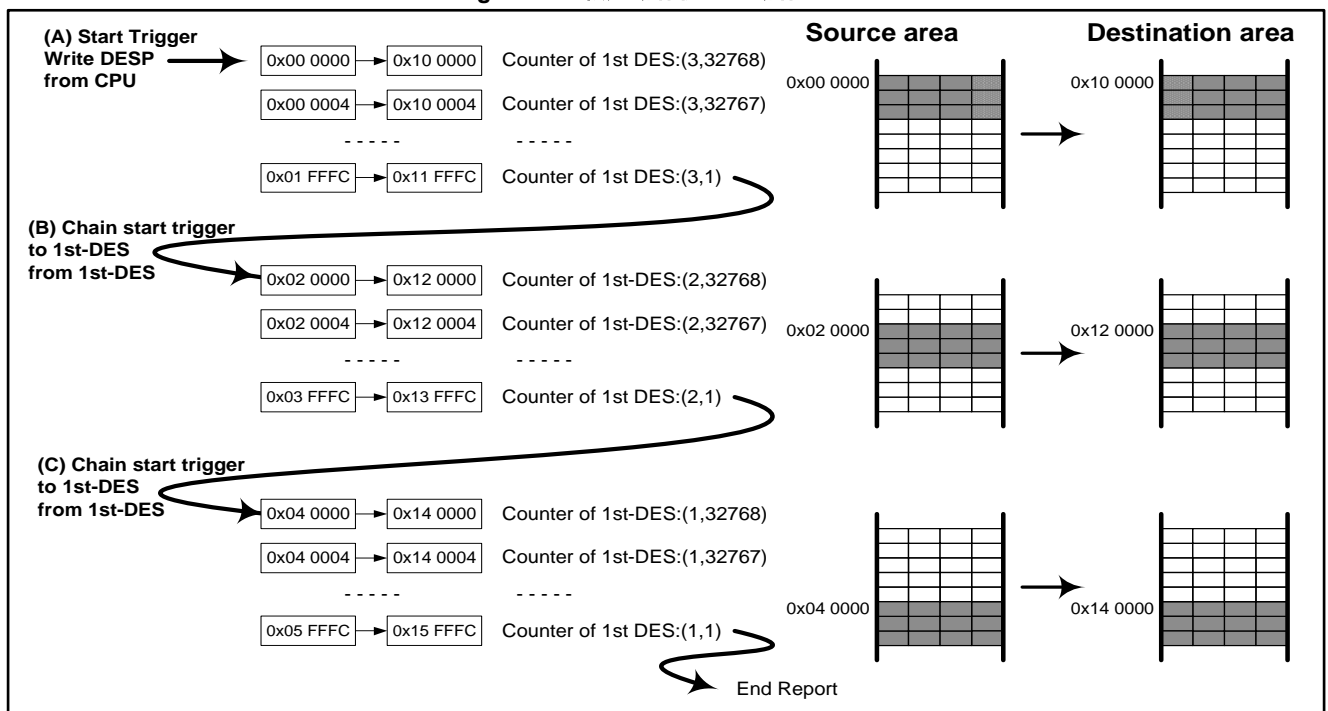 (A) Start Trigger
Write DESP
from CPU
0x00 0000 0x10 0000 Counter of 1st DES:(3,32768)
0x00 0004 0x10 0004 Counter of 1st DES:(3,32767)
- - - - - - - - - -
0x01 FFFC 0x11 FFFC Counter of 1st DES:(3,1)
(B) Chain start trigger
to 1st-DES
from 1st-DES
0x02 0000 0x12 0000 Counter of 1st-DES:(2,32768)
0x02 0004 0x12 0004 Counter of 1st-DES:(2,32767)
- - - - - - - - - -
0x03 FFFC 0x13 FFFC Counter of 1st DES:(2,1)
(C) Chain start trigger
to 1st-DES
from 1st-DES
0x04 0000 0x14 0000 Counter of 1st-DES:(1,32768)
0x04 0004 0x14 0004 Counter of 1st-DES:(1,32767)
- - - - - - - - - -
0x05 FFFC 0x15 FFFC Counter of 1st DES:(1,1)
End Report
Source area Destination area
0x00 0000 0x10 0000
0x02 0000 0x12 0000
0x04 0000 0x14 0000